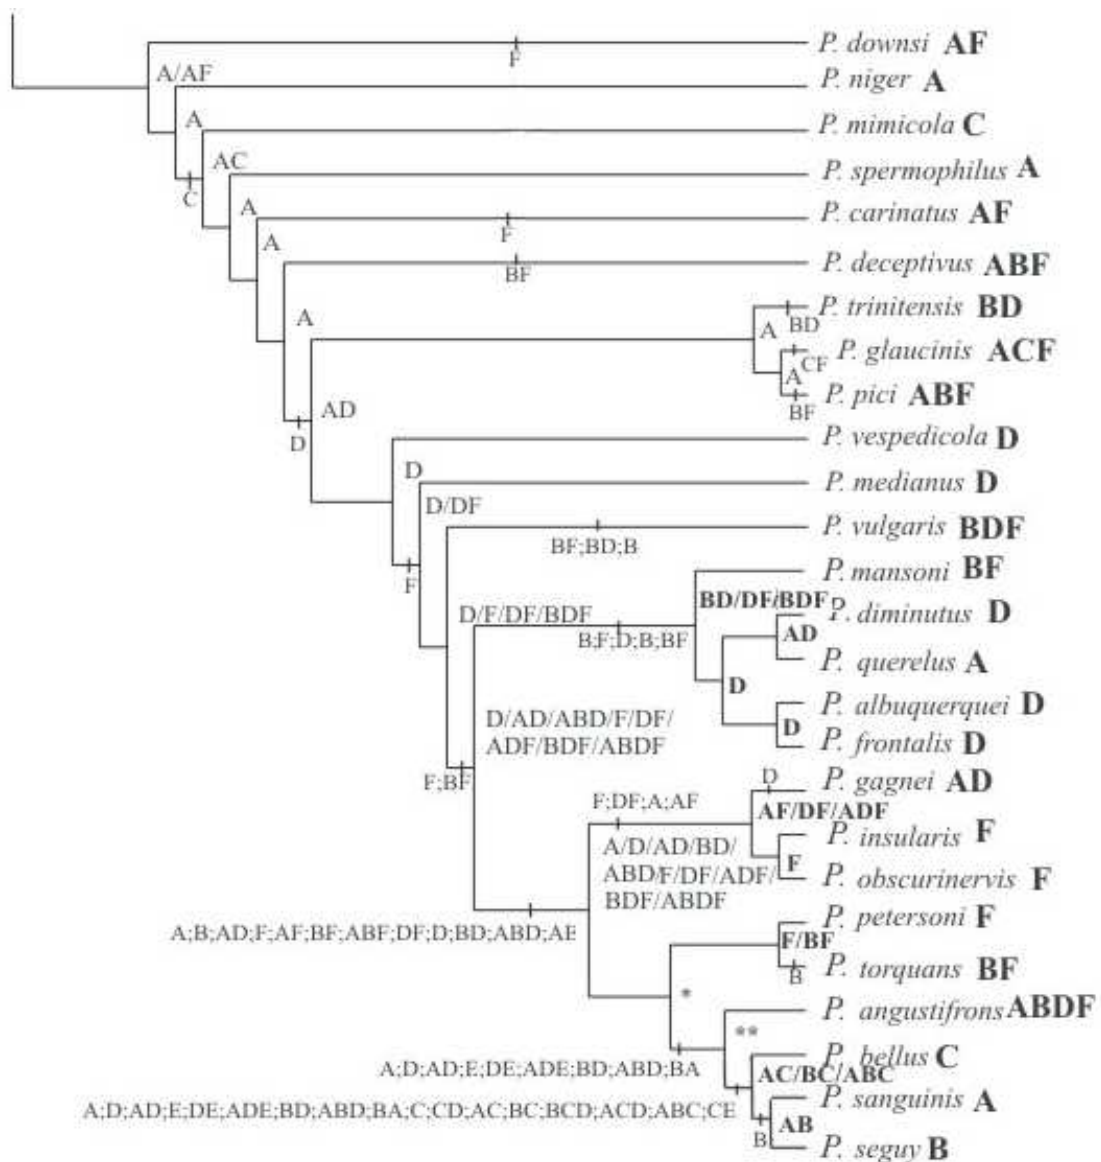 P. downsi AF
A/AF
F
P. niger A
A
P. mimicola C
AC
C
P. spermophilus A
A
P. carinatus AF
F
A
P. deceptivus ABF
BF
A
P. trinitensis BD
A
BD
P. glaucinis ACF
CF
A
P. pici ABF
BF
AD
D
P. vespedicola D
D
P. medianus D
D/DF
P. vulgaris BDF
BF;BD;B
F
P. mansoni BF
BD/DF/BDF
D/F/DF/BDF
B;F;D;B;BF
P. diminutus D
AD
P. querelus A
D
P. albuquerquei D
D
P. frontalis D
D/AD/ABD/F/DF/
ADF/BDF/ABDF
F;BF
D
P. gagnei AD
F;DF;A;AF
AF/DF/ADF
P. insularis F
A/D/AD/BD/
ABD/F/DF/ADF/
BDF/ABDF
F
P. obscurinervis F
A;B;AD;F;AF;BF;ABF;DF;D;BD;ABD;AE
P. petersoni F
F/BF
P. torquans BF
B
*
P. angustifrons ABDF
**
P. bellus C
A;D;AD;E;DE;ADE;BD;ABD;BA
AC/BC/ABC
A;D;AD;E;DE;ADE;BD;ABD;BA;C;CD;AC;BC;BCD;ACD;ABC;CE
P. sanguinis A
AB
B
P. seguy B